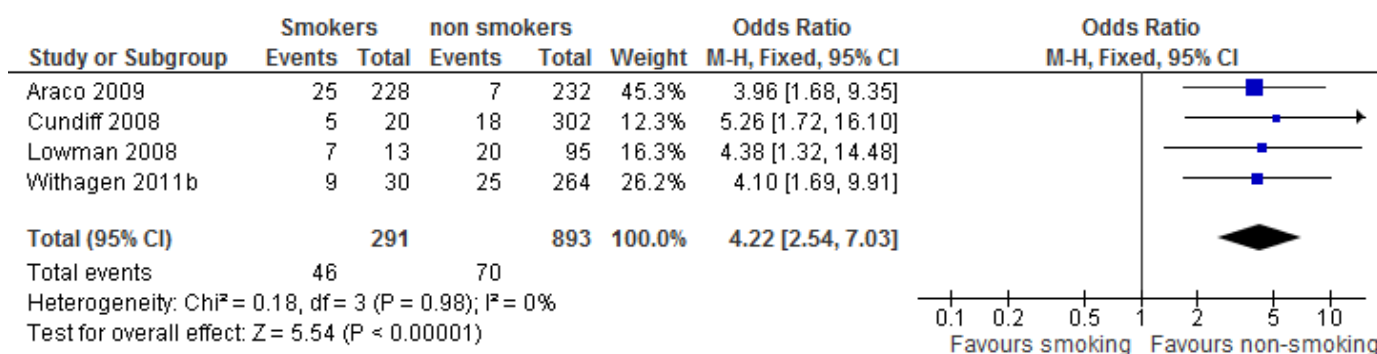 Smokers non smokers Odds Ratio Odds Ratio
Study or Subgroup Events Total Events Total Weight M-H, Fixed, 95% CI M-H, Fixed, 95% CI
Araco 2009 25 228 7 232 45.3% 3.96 [1.68, 9.35]
Cundiff 2008 5 20 18 302 12.3% 5.26 [1.72, 16.10]
Lowman 2008 7 13 20 95 16.3% 4.38 [1.32, 14.48]
Withagen 2011b 9 30 25 264 26.2% 4.10 [1.69, 9.91]
Total (95% CI) 291 893 100.0% 4.22 [2.54, 7.03]
Total events 46 70
Heterogeneity: Chi² = 0.18, df = 3 (P = 0.98); I² = 0%
Test for overall effect: Z = 5.54 (P < 0.00001)
0.1 0.2 0.5 1 2 5 10
Favours smoking Favours non-smoking